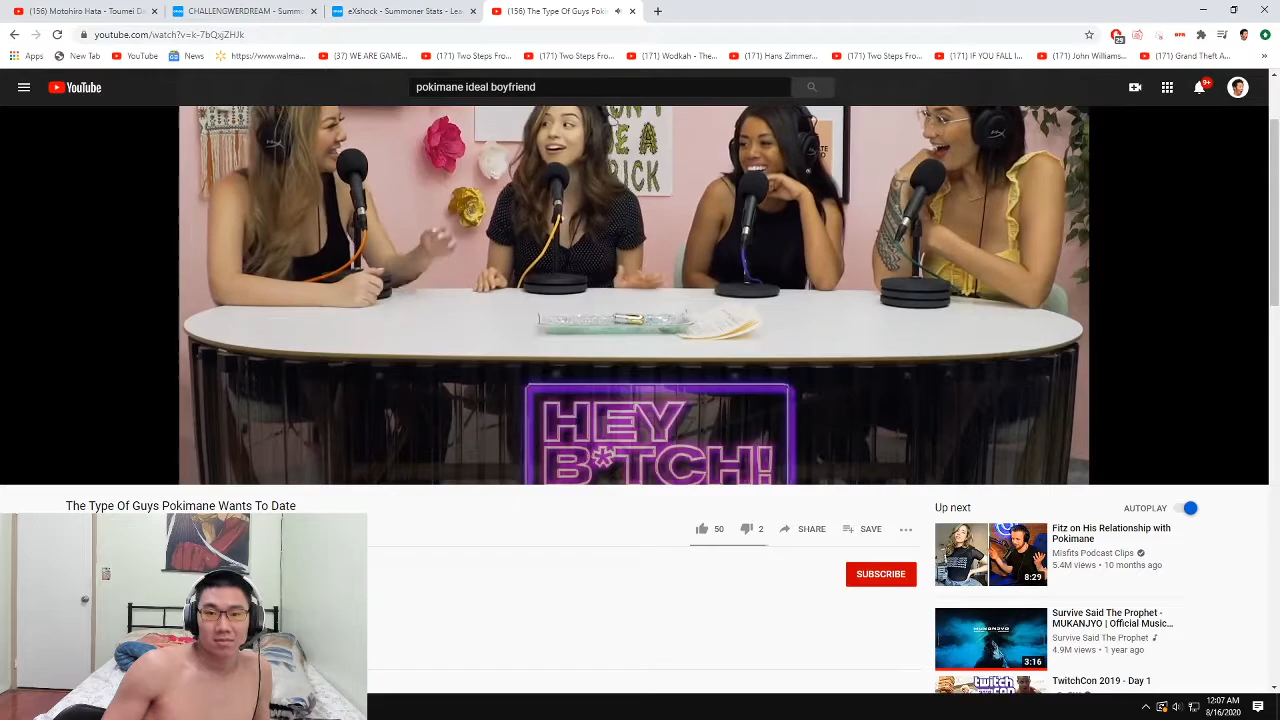 (156) Motohiro Hata - Toumei Da
CHALLENGWERDREAM - Summo
eXshock - Summoner Stats - Lea
(156) The Type Of Guys Poki
youtube.com/watch?v=k-7bQxjZHJk
Apps
New Tab
YouTube
News
https://www.walma...
(37) WE ARE GAME...
(171) Two Steps Fro...
(171) Two Steps Fro...
(171) Wodkah - The...
(171) Hans Zimmer...
(171) Two Steps Fro...
(171) IF YOU FALL I...
(171) John Williams...
(171) Grand Theft A...
YouTube
pokimane ideal boyfriend
9+
HEY
B*TCH!
The Type Of Guys Pokimane Wants To Date
50
2
SHARE
SAVE
SUBSCRIBE
Up next
AUTOPLAY
Fitz on His Relationship with
Pokimane
Misfits Podcast Clips
5.4M views • 10 months ago
8:29
Survive Said The Prophet -
MUKANJYO | Official Music...
Survive Said The Prophet
4.9M views • 1 year ago
3:16
TwitchCon 2019 - Day 1
12:07 AM
8/16/2020